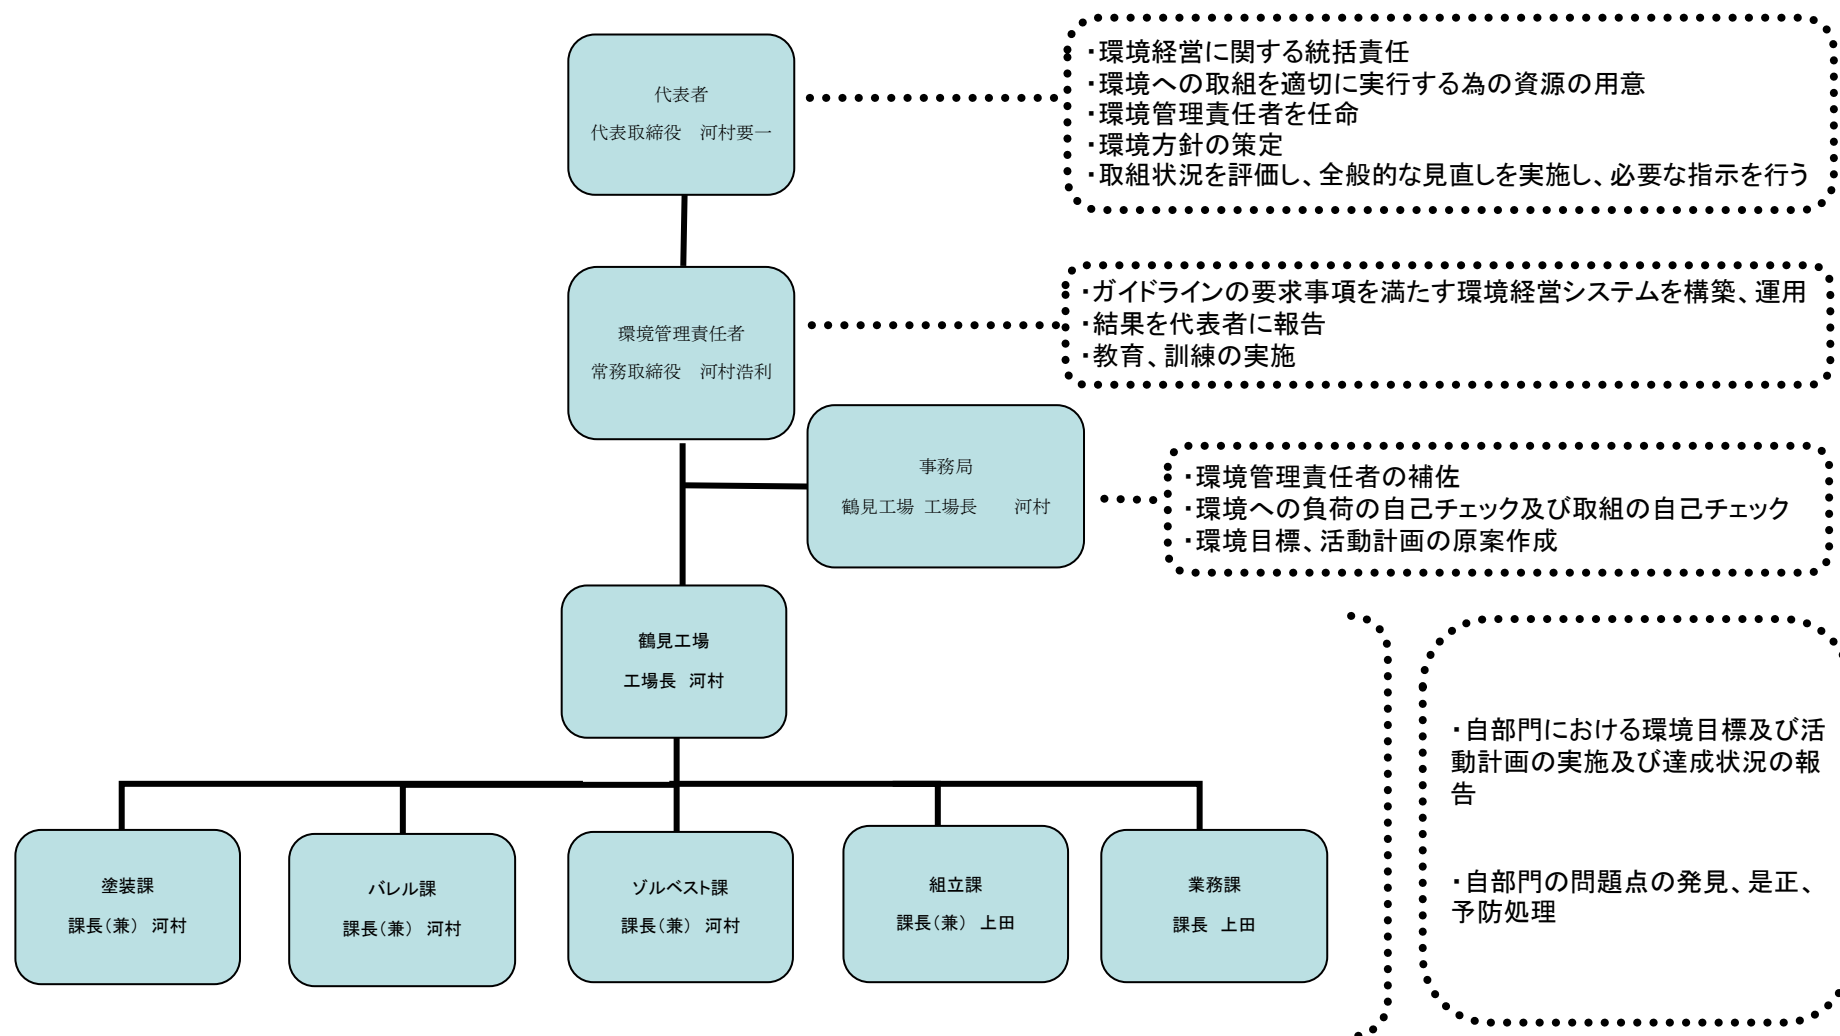 代表者
代表取締役　河村要一
・環境経営に関する統括責任
・環境への取組を適切に実行する為の資源の用意
・環境管理責任者を任命
・環境方針の策定
・取組状況を評価し、全般的な見直しを実施し、必要な指示を行う
環境管理責任者
常務取締役　河村浩利
・ガイドラインの要求事項を満たす環境経営システムを構築、運用
・結果を代表者に報告
・教育、訓練の実施
事務局
鶴見工場 工場長　　河村
・環境管理責任者の補佐
・環境への負荷の自己チェック及び取組の自己チェック
・環境目標、活動計画の原案作成
鶴見工場
工場長 河村
・自部門における環境目標及び活
動計画の実施及び達成状況の報
告
・自部門の問題点の発見、是正、
予防処理
塗装課
課長（兼） 河村
バレル課
課長（兼） 河村
ゾルベスト課
課長（兼） 河村
組立課
課長（兼） 上田
業務課
課長 上田